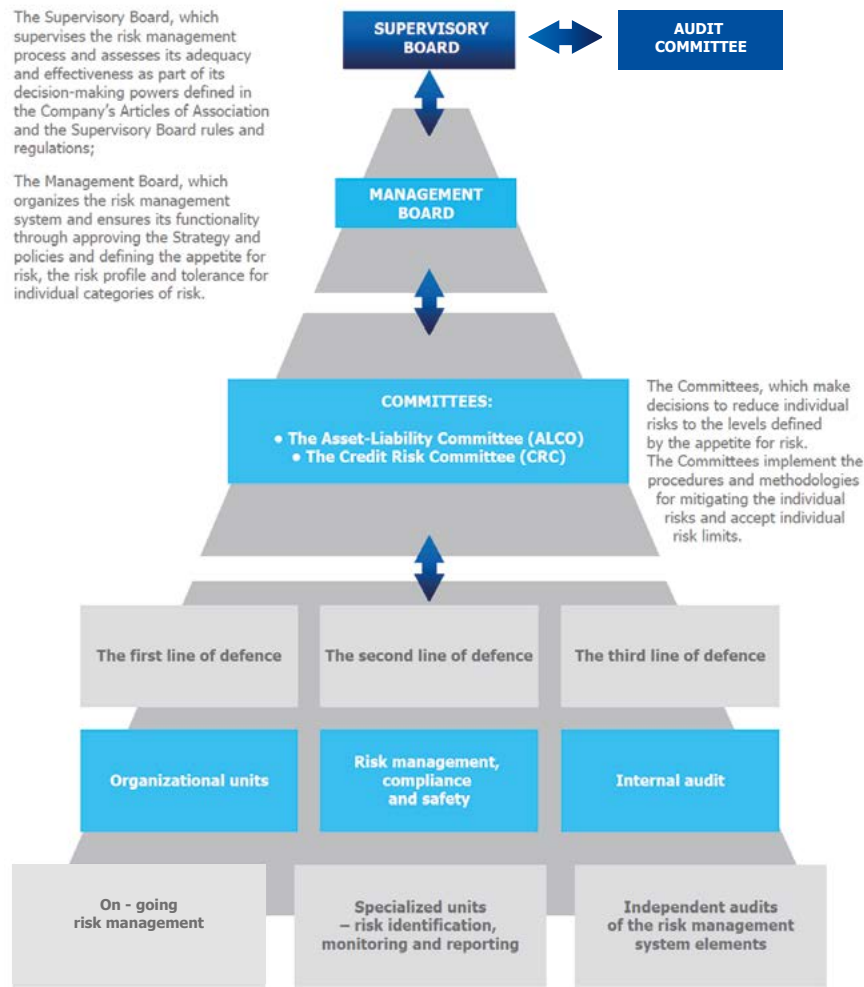 The Supervisory Board, which
supervises the risk management
process and assesses its adequacy
and effectiveness as part of its
decision-making powers defined in
the Company's Articles of Association
and the Supervisory Board rules and
regulations;
The Management Board, which
organizes the risk management
system and ensures its functionality
through approving the Strategy and
policies and defining the appetite for
risk, the risk profile and tolerance for
individual categories of risk.
SUPERVISORY
BOARD
AUDIT
COMMITTEE
MANAGEMENT
BOARD
COMMITTEES:
• The Asset-Liability Committee (ALCO)
• The Credit Risk Committee (CRC)
The Committees, which make
decisions to reduce individual
risks to the levels defined
by the appetite for risk.
The Committees implement the
procedures and methodologies
for mitigating the individual
risks and accept individual
risk limits.
The first line of defence
The second line of defence
The third line of defence
Organizational units
Risk management,
compliance
and safety
Internal audit
On - going
risk management
Specialized units
– risk identification,
monitoring and reporting
Independent audits
of the risk management
system elements